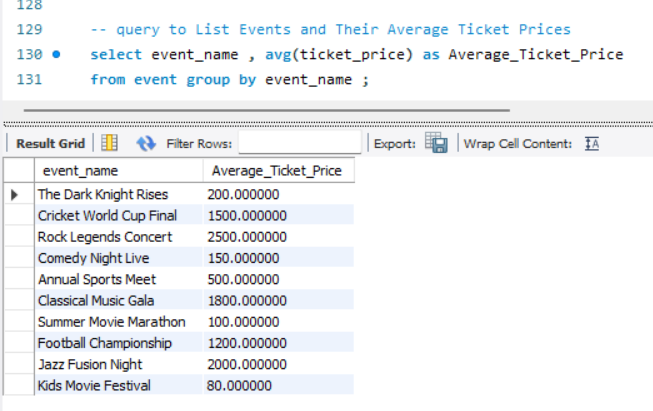 128
129 -- query to List Events and Their Average Ticket Prices
130 select event_name , avg(ticket_price) as Average_Ticket_Price
131 from event group by event_name ;
Result Grid Filter Rows: Export: Wrap Cell Content: IA
event_name Average_Ticket_Price
The Dark Knight Rises 200.000000
Cricket World Cup Final 1500.000000
Rock Legends Concert 2500.000000
Comedy Night Live 150.000000
Annual Sports Meet 500.000000
Classical Music Gala 1800.000000
Summer Movie Marathon 100.000000
Football Championship 1200.000000
Jazz Fusion Night 2000.000000
Kids Movie Festival 80.000000